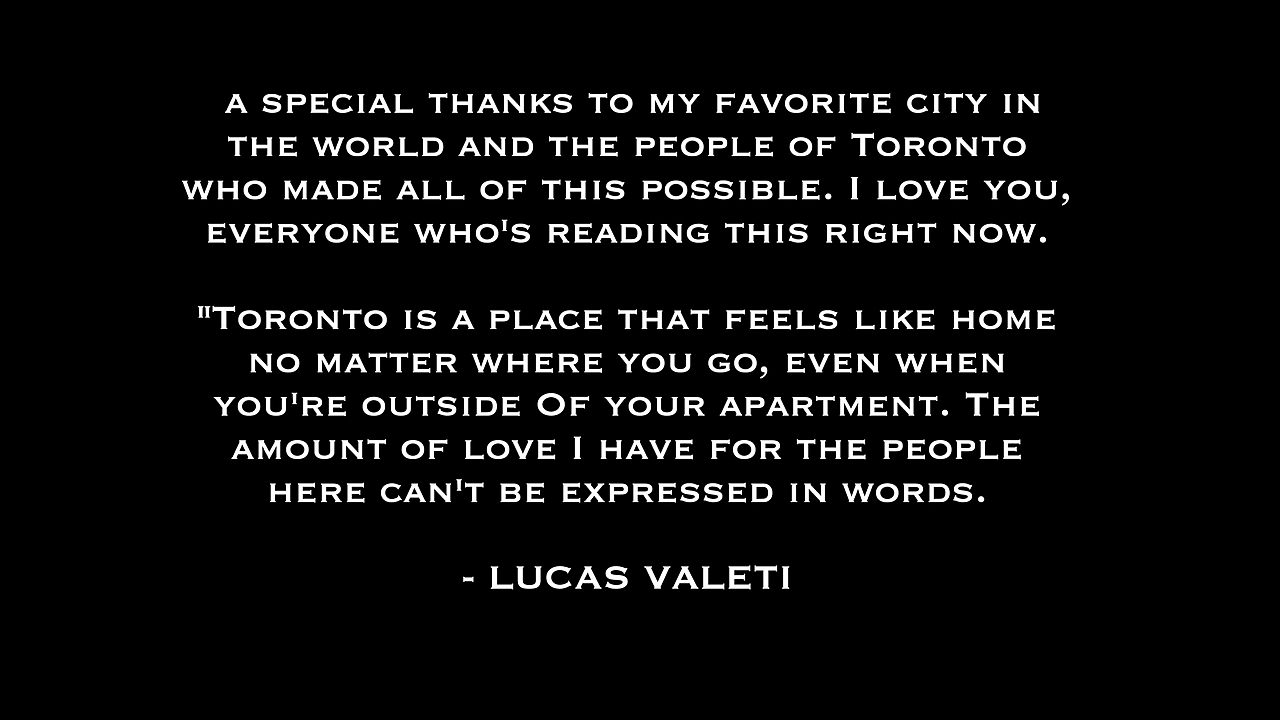 A SPECIAL THANKS TO MY FAVORITE CITY IN
THE WORLD AND THE PEOPLE OF TORONTO
WHO MADE ALL OF THIS POSSIBLE. I LOVE YOU,
EVERYONE WHO'S READING THIS RIGHT NOW.
"TORONTO IS A PLACE THAT FEELS LIKE HOME
NO MATTER WHERE YOU GO, EVEN WHEN
YOU'RE OUTSIDE OF YOUR APARTMENT. THE
AMOUNT OF LOVE I HAVE FOR THE PEOPLE
HERE CAN'T BE EXPRESSED IN WORDS.
- LUCAS VALETI